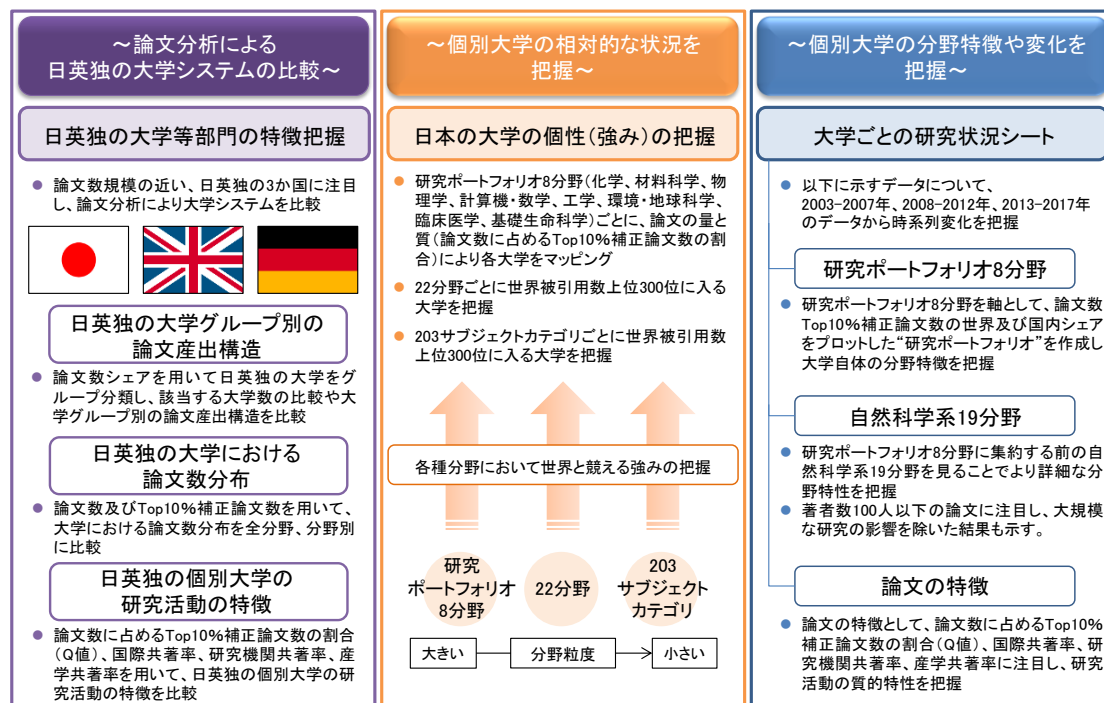 ～論文分析による
日英独の大学システムの比較～
日英独の大学等部門の特徴把握
● 論文数規模の近い、日英独の3か国に注目
し、論文分析により大学システムを比較
日英独の大学グループ別の
論文産出構造
● 論文数シェアを用いて日英独の大学をグ
ループ分類し、該当する大学数の比較や大
学グループ別の論文産出構造を比較
日英独の大学における
論文数分布
● 論文数及びTop10%補正論文数を用いて、
大学における論文数分布を全分野、分野別
に比較
日英独の個別大学の
研究活動の特徴
● 論文数に占めるTop10%補正論文数の割合
（Q値）、国際共著率、研究機関共著率、産
学共著率を用いて、日英独の個別大学の研
究活動の特徴を比較
～個別大学の相対的な状況を
把握～
日本の大学の個性（強み）の把握
● 研究ポートフォリオ8分野（化学、材料科学、物
理学、計算機・数学、工学、環境・地球科学、
臨床医学、基礎生命科学）ごとに、論文の量と
質（論文数に占めるTop10%補正論文数の割
合）により各大学をマッピング
● 22分野ごとに世界被引用数上位300位に入る
大学を把握
● 203サブジェクトカテゴリごとに世界被引用数
上位300位に入る大学を把握
各種分野において世界と競える強みの把握
研究
ポートフォリオ
8分野
22分野
203
サブジェクト
カテゴリ
大きい
分野粒度
小さい
～個別大学の分野特徴や変化を
把握～
大学ごとの研究状況シート
● 以下に示すデータについて、
2003-2007年、2008-2012年、2013-2017年
のデータから時系列変化を把握
研究ポートフォリオ8分野
● 研究ポートフォリオ8分野を軸として、論文数
Top10%補正論文数の世界及び国内シェア
をプロットした“研究ポートフォリオ”を作成し
大学自体の分野特徴を把握
自然科学系19分野
● 研究ポートフォリオ8分野に集約する前の自
然科学系19分野を見ることでより詳細な分
野特性を把握
● 著者数100人以下の論文に注目し、大規模
な研究の影響を除いた結果も示す。
論文の特徴
● 論文の特徴として、論文数に占めるTop10%
補正論文数の割合（Q値）、国際共著率、研
究機関共著率、産学共著率に注目し、研究
活動の質的特性を把握